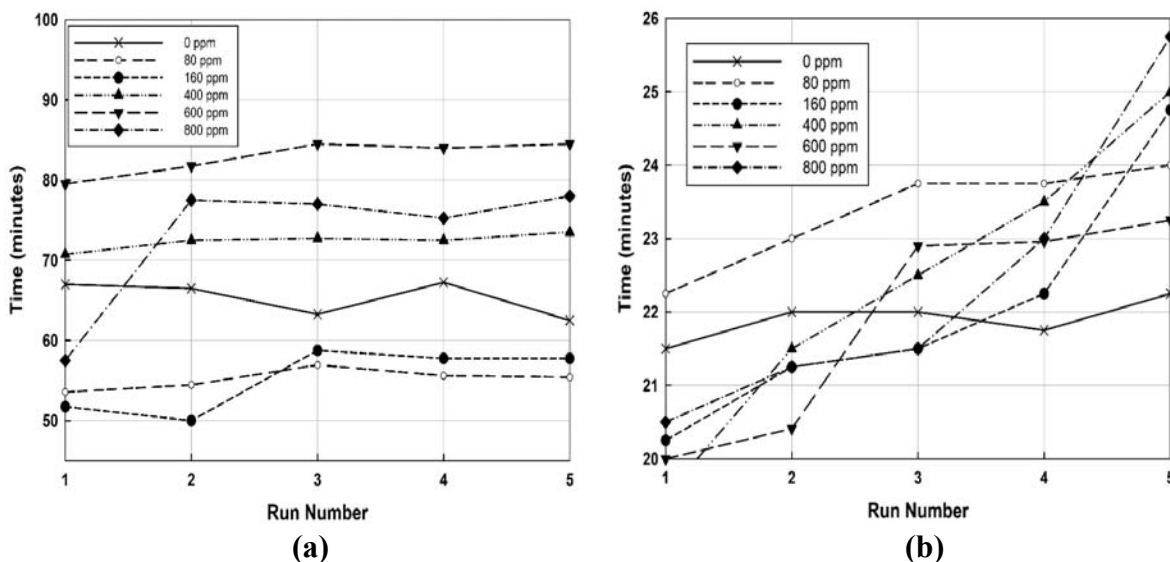 100
90
80
70
60
50
Time (minutes)
0 ppm
80 ppm
160 ppm
400 ppm
600 ppm
800 ppm
1 2 3 4 5
Run Number
(a)
26
25
24
23
22
21
20
Time (minutes)
0 ppm
80 ppm
160 ppm
400 ppm
600 ppm
800 ppm
1 2 3 4 5
Run Number
(b)